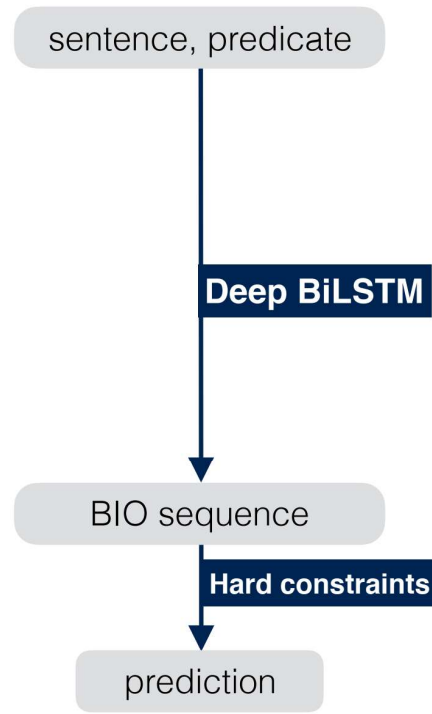 sentence, predicate
Deep BiLSTM
BIO sequence
Hard constraints
prediction